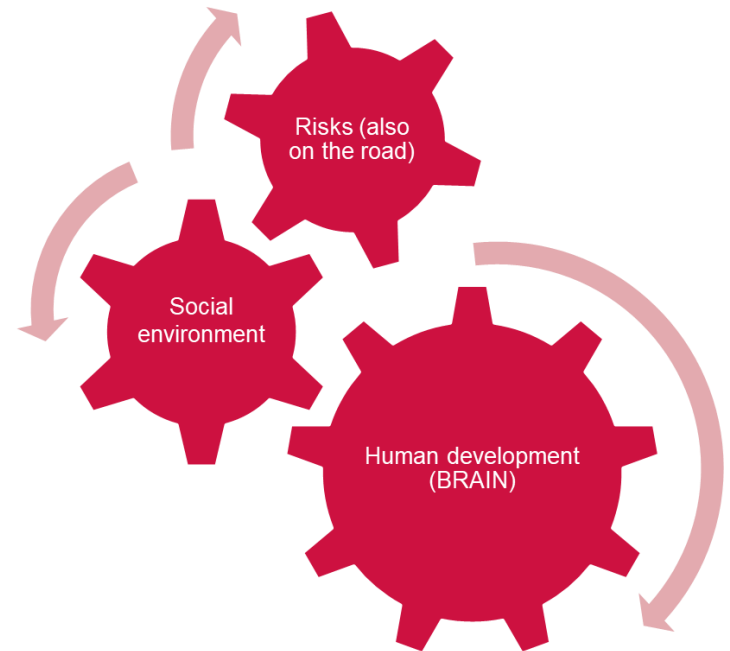 Risks (also
on the road)
Social
environment
Human development
(BRAIN)